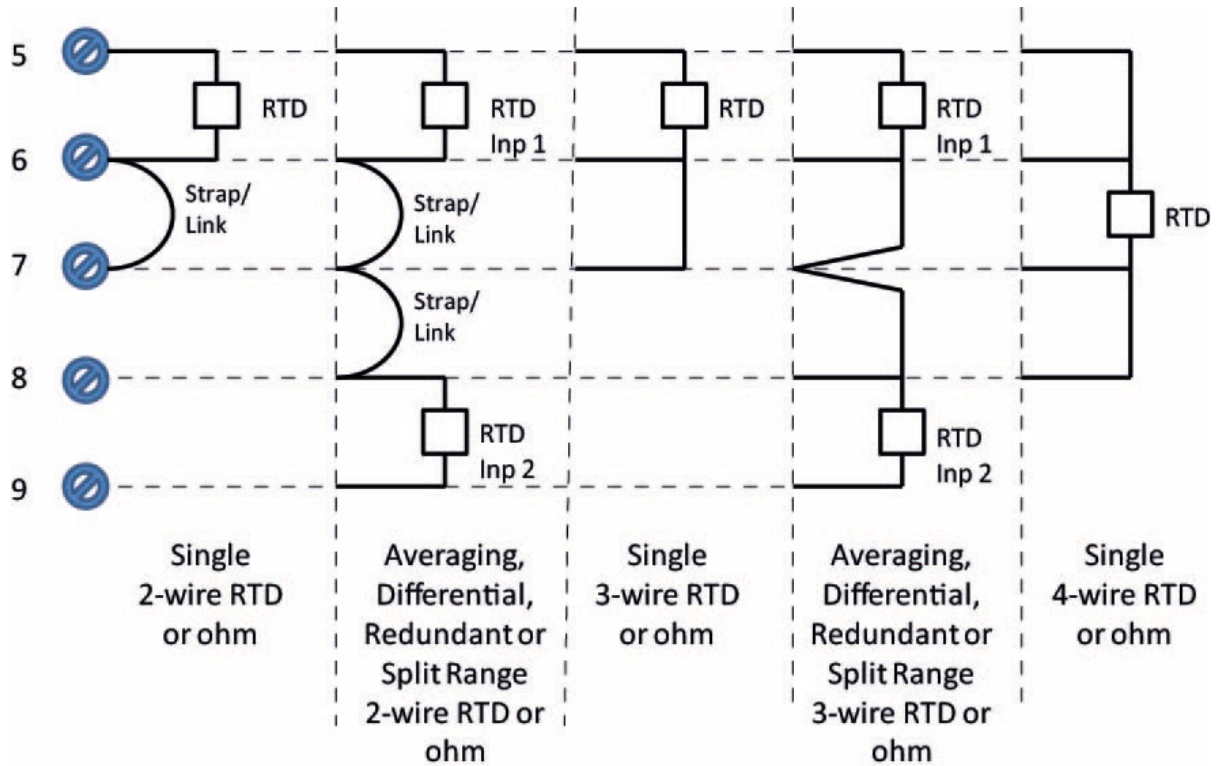 5
RTD
RTD
Inp 1
RTD
RTD
Inp 1
6
Strap/
Link
Strap/
Link
RTD
7
Strap/
Link
8
RTD
Inp 2
RTD
Inp 2
9
Single
2-wire RTD
or ohm
Averaging,
Differential,
Redundant or
Split Range
2-wire RTD or
ohm
Single
3-wire RTD
or ohm
Averaging,
Differential,
Redundant or
Split Range
3-wire RTD or
ohm
Single
4-wire RTD
or ohm